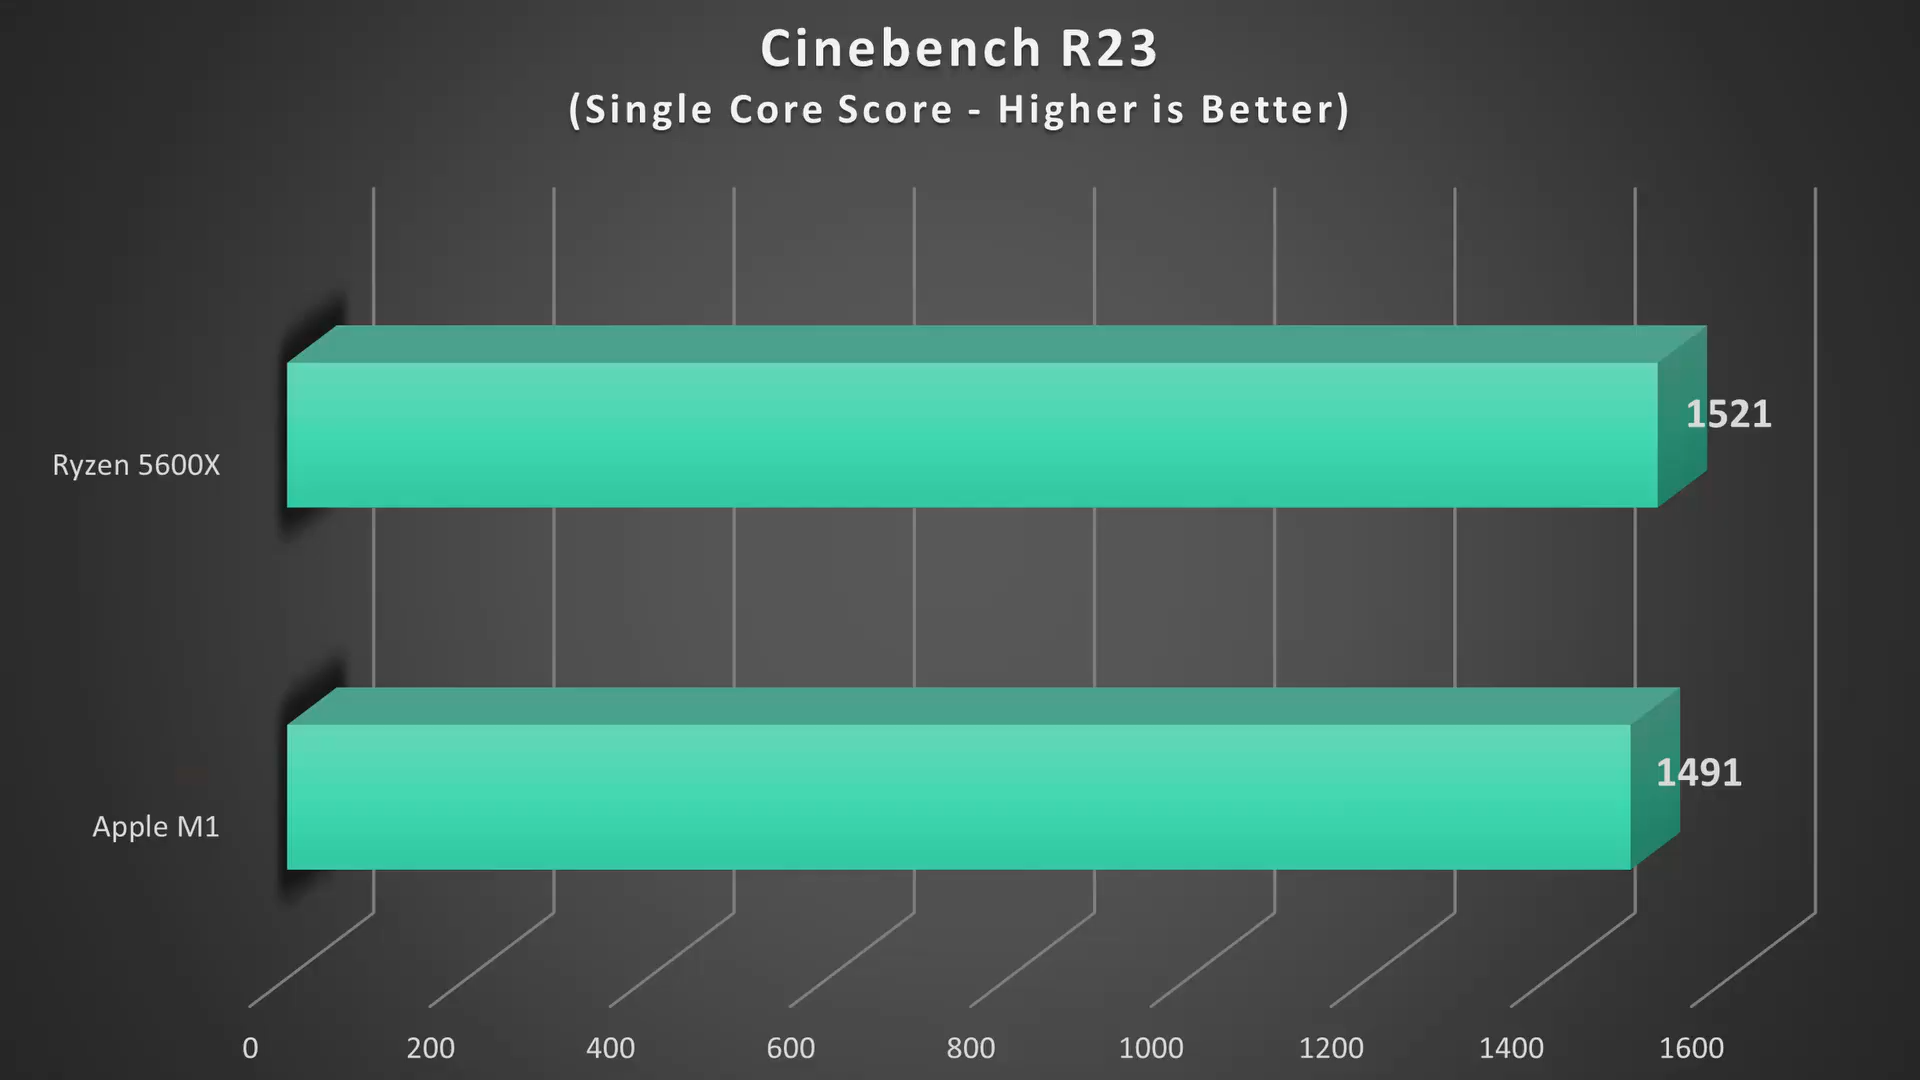 Cinebench R23
(Single Core Score - Higher is Better)
Ryzen 5600X
1521
Apple M1
1491
0 200 400 600 800 1000 1200 1400 1600